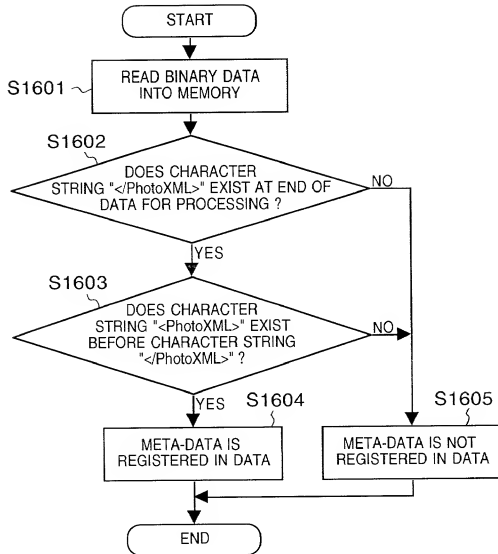 START
S1601
READ BINARY DATA
INTO MEMORY
S1602
DOES CHARACTER
STRING "</PhotoXML>" EXIST AT END OF
DATA FOR PROCESSING ?
NO
YES
S1603
DOES CHARACTER
STRING "<PhotoXML>" EXIST
BEFORE CHARACTER STRING
"</PhotoXML>" ?
NO
YES
S1604
META-DATA IS
REGISTERED IN DATA
S1605
META-DATA IS NOT
REGISTERED IN DATA
END